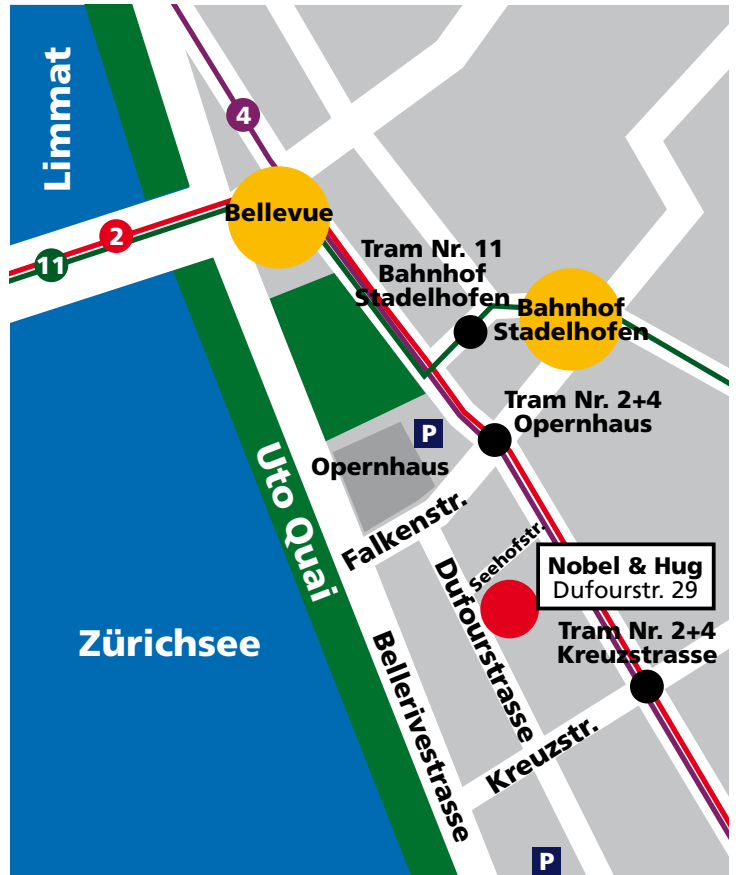 Limmat
4
Bellevue
2
11
Tram Nr. 11
Bahnhof
Stadelhofen
Bahnhof
Stadelhofen
Tram Nr. 2+4
Opernhaus
P
Opernhaus
Uto Quai
Falkenstr.
Seehofstr.
Nobel & Hug
Dufourstr. 29
Dufourstrasse
Zürichsee
Tram Nr. 2+4
Kreuzstrasse
Bellerivestrasse
Kreuzstr.
P